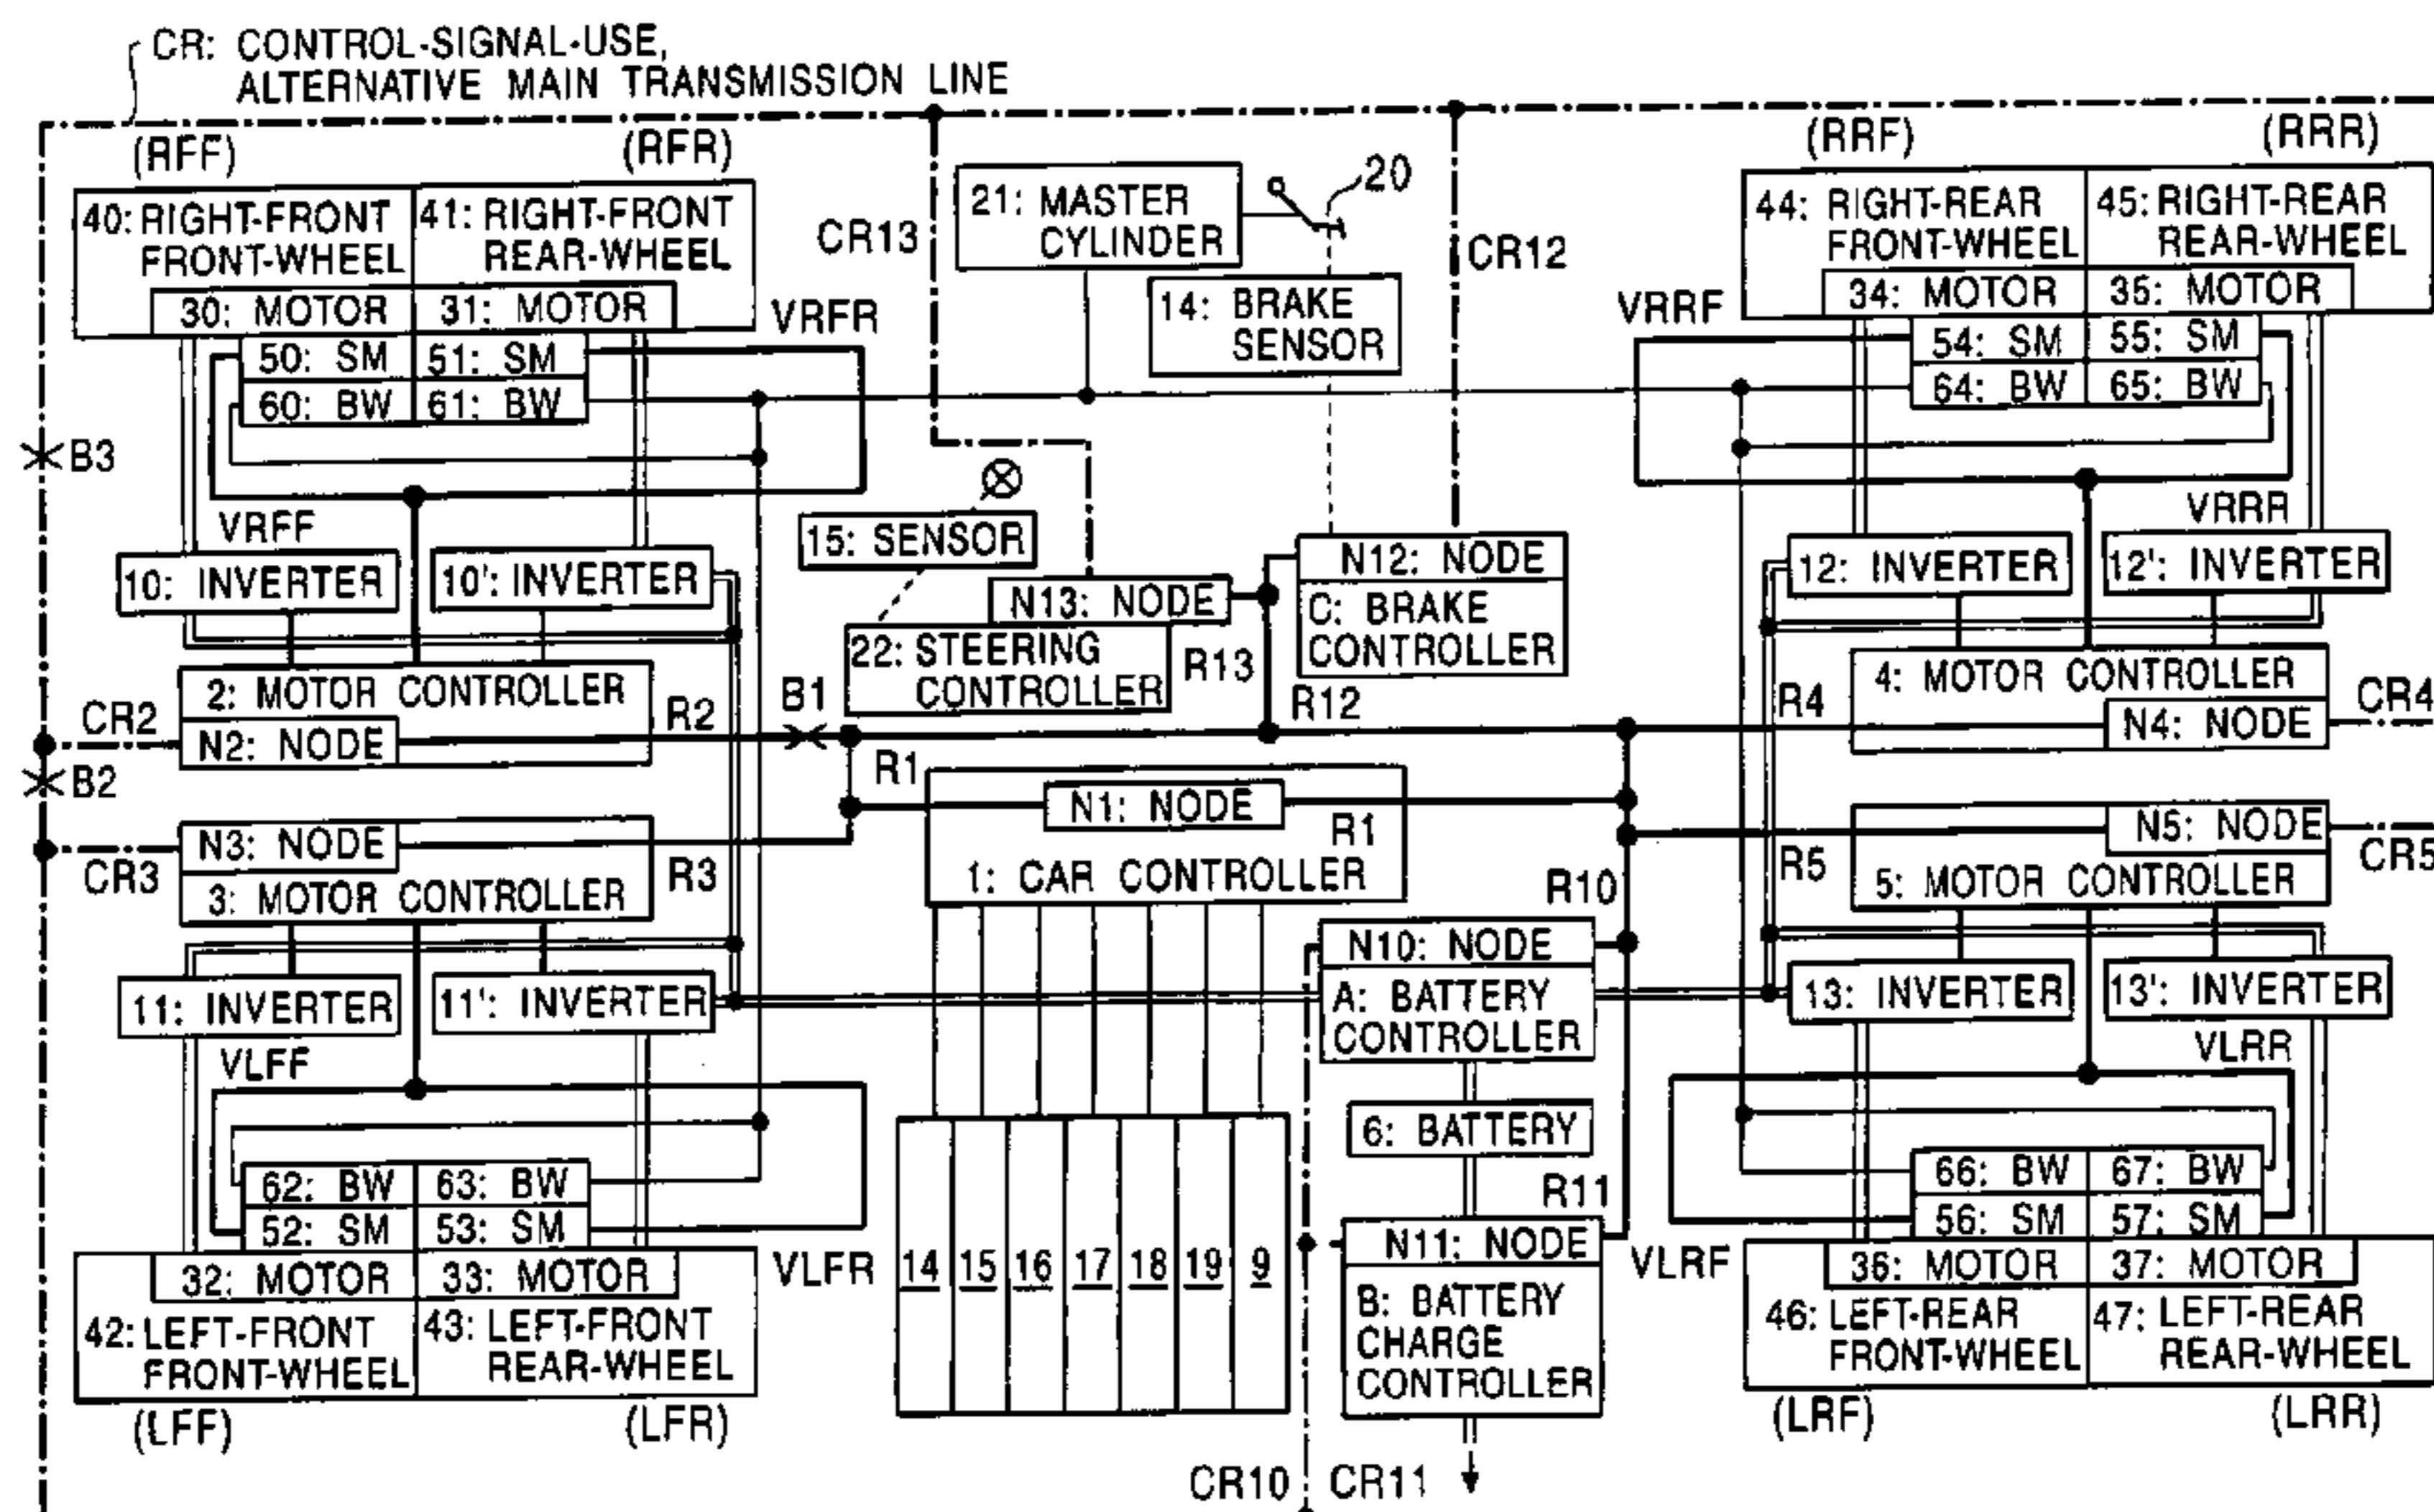 CR: CONTROL-SIGNAL-USE,
ALTERNATIVE MAIN TRANSMISSION LINE
(RFF)
(RFR)
(RRF)
(RRR)
40: RIGHT-FRONT
FRONT-WHEEL
41: RIGHT-FRONT
REAR-WHEEL
30: MOTOR
31: MOTOR
50: SM
51: SM
60: BW
61: BW
VRFR
VRFF
CR13
21: MASTER
CYLINDER
20
14: BRAKE
SENSOR
CR12
44: RIGHT-REAR
FRONT-WHEEL
45: RIGHT-REAR
REAR-WHEEL
34: MOTOR
35: MOTOR
54: SM
55: SM
64: BW
65: BW
VRRF
VRRR
B3
10: INVERTER
10': INVERTER
15: SENSOR
N13: NODE
22: STEERING
CONTROLLER
R13
N12: NODE
C: BRAKE
CONTROLLER
R12
12: INVERTER
12': INVERTER
CR2
2: MOTOR CONTROLLER
N2: NODE
R2
B1
R4
4: MOTOR CONTROLLER
N4: NODE
CR4
B2
R1
N1: NODE
R1
1: CAR CONTROLLER
CR3
N3: NODE
3: MOTOR CONTROLLER
R3
R10
R5
N5: NODE
5: MOTOR CONTROLLER
CR5
11: INVERTER
11': INVERTER
N10: NODE
A: BATTERY
CONTROLLER
13: INVERTER
13': INVERTER
VLFF
VLRR
6: BATTERY
R11
62: BW
63: BW
52: SM
53: SM
VLFR
32: MOTOR
33: MOTOR
42: LEFT-FRONT
FRONT-WHEEL
43: LEFT-FRONT
REAR-WHEEL
(LFF)
(LFR)
14 15 16 17 18 19 9
N11: NODE
B: BATTERY
CHARGE
CONTROLLER
VLRF
66: BW
67: BW
56: SM
57: SM
36: MOTOR
37: MOTOR
46: LEFT-REAR
FRONT-WHEEL
47: LEFT-REAR
REAR-WHEEL
(LRF)
(LRR)
CR10
CR11